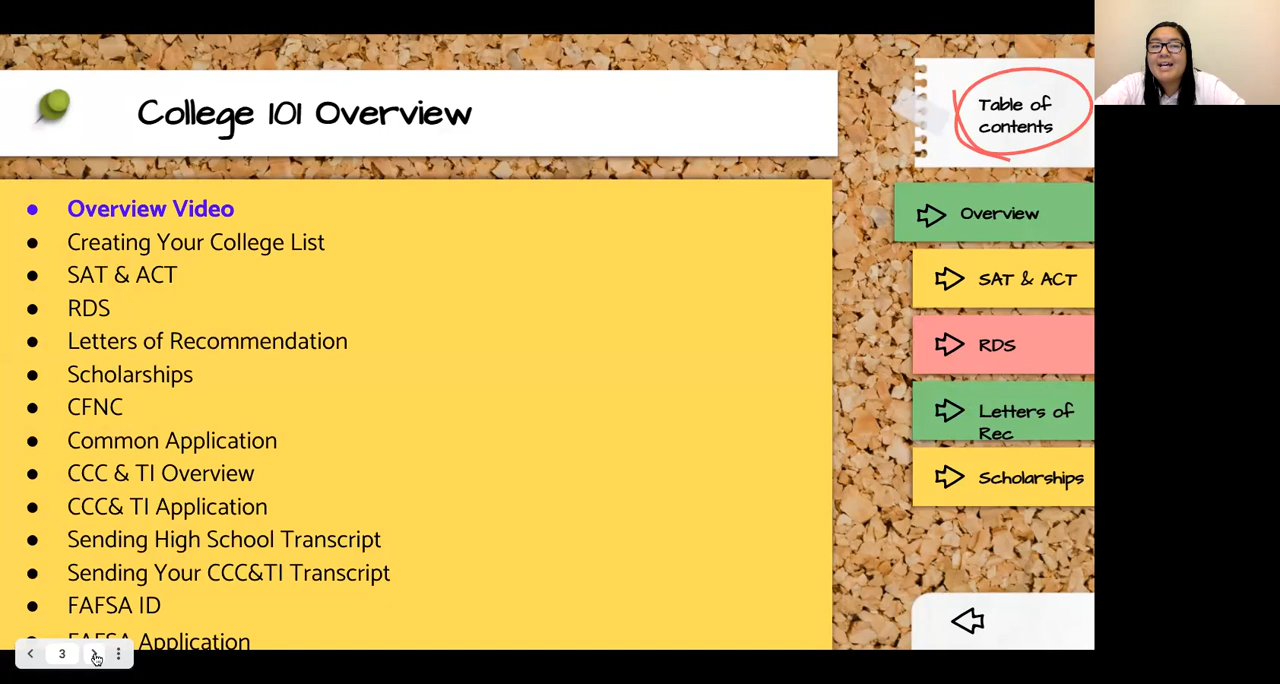 College 101 Overview
Table of
contents
Overview Video
Creating Your College List
SAT & ACT
RDS
Letters of Recommendation
Scholarships
CFNC
Common Application
CCC & TI Overview
CCC& TI Application
Sending High School Transcript
Sending Your CCC&TI Transcript
FAFSA ID
FAFSA Application
Overview
SAT & ACT
RDS
Letters of
Rec
Scholarships
3